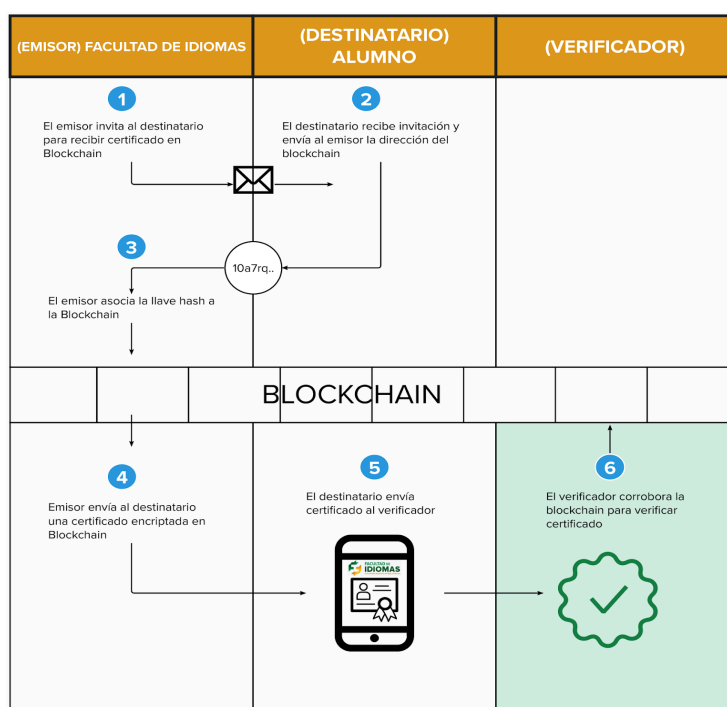 (EMISOR) FACULTAD DE IDIOMAS
(DESTINATARIO)
ALUMNO
(VERIFICADOR)
1
El emisor invita al destinatario
para recibir certificado en
Blockchain
2
El destinatario recibe invitación y
envía al emisor la dirección del
blockchain
3
10a7rq..
El emisor asocia la llave hash a
la Blockchain
BLOCKCHAIN
4
Emisor envía al destinatario
una certificado encriptada en
Blockchain
5
El destinatario envía
certificado al verificador
FACULTAD DE
IDIOMAS
6
El verificador corrobora la
blockchain para verificar
certificado